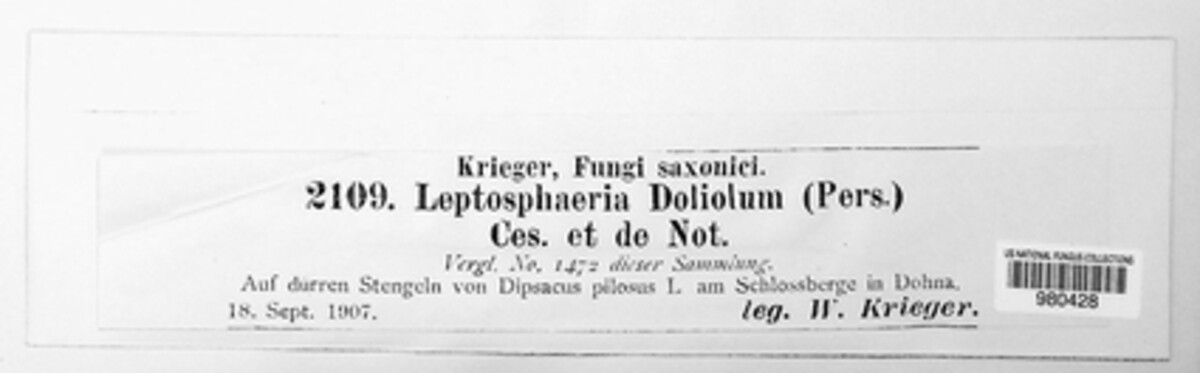 Krieger, Fungi saxonici.
2109. Leptosphaeria Doliolum (Pers.)
Ces. et de Not.
Vergl. No. 1472 dieser Sammlung.
Auf dürren Stengeln von Dipsacus pilosus L. am Schlossberge in Dohna.
18. Sept. 1907.
leg. W. Krieger.
US NATIONAL FUNGUS COLLECTIONS
980428